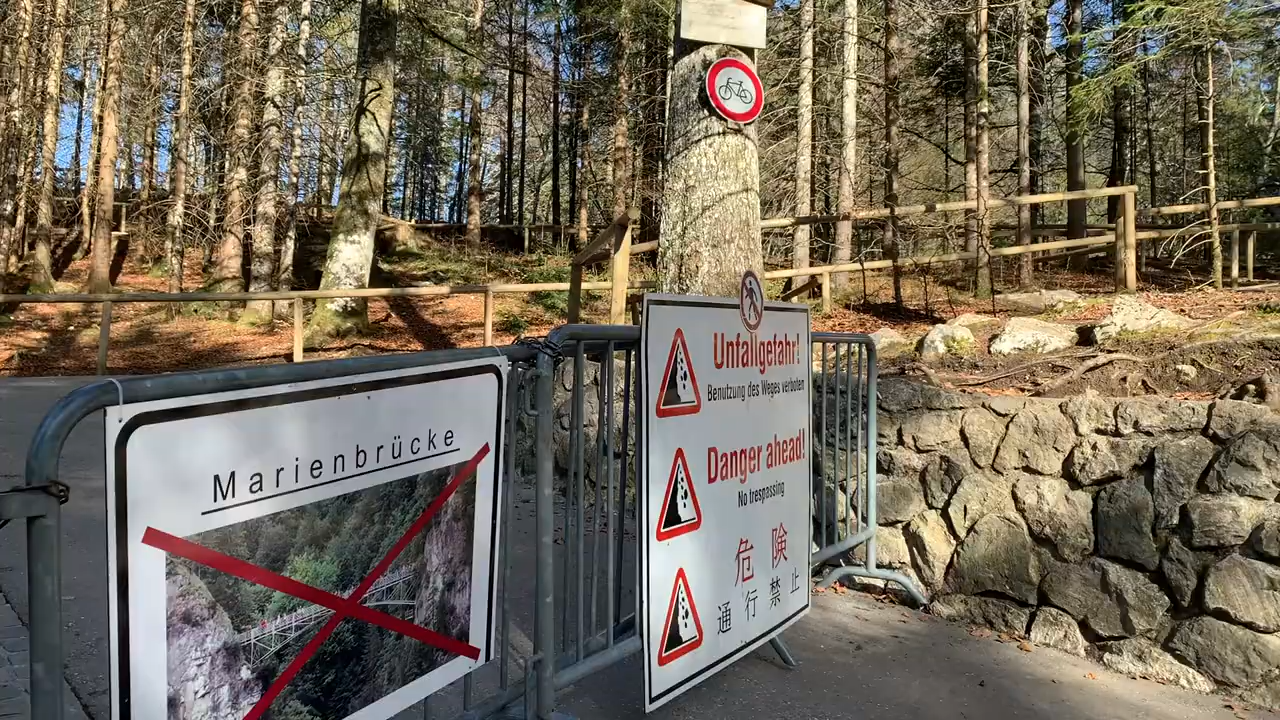 Marienbrücke
Unfallgefahr!
Benutzung des Weges verboten
Danger ahead!
No trespassing
危険
通行禁止